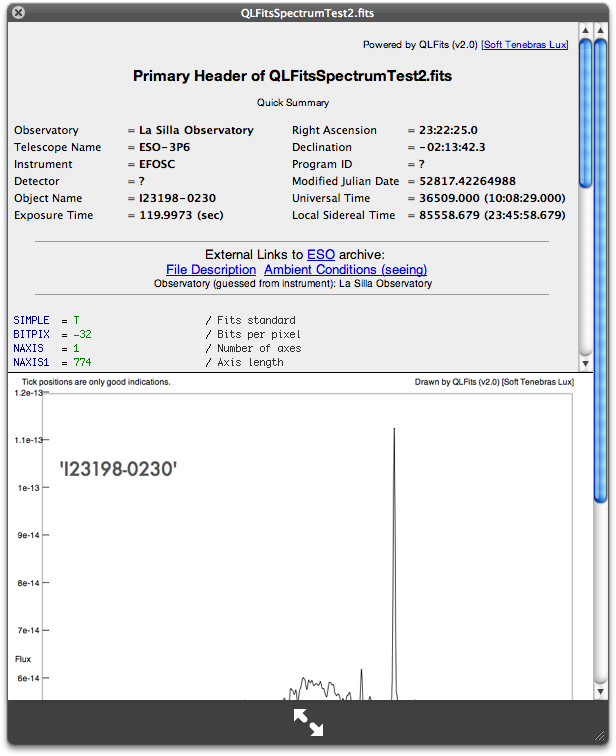 QLFitsSpectrumTest2.fits
Powered by QLFits (v2.0) [Soft Tenebras Lux]
Primary Header of QLFitsSpectrumTest2.fits
Quick Summary
Observatory = La Silla Observatory Right Ascension = 23:22:25.0
Telescope Name = ESO-3P6 Declination = -02:13:42.3
Instrument = EFOSC Program ID = ?
Detector = ? Modified Julian Date = 52817.42264988
Object Name = I23198-0230 Universal Time = 36509.000 (10:08:29.000)
Exposure Time = 119.9973 (sec) Local Sidereal Time = 85558.679 (23:45:58.679)
External Links to ESO archive:
File Description Ambient Conditions (seeing)
Observatory (guessed from instrument): La Silla Observatory
SIMPLE = T / Fits standard
BITPIX = -32 / Bits per pixel
NAXIS = 1 / Number of axes
NAXIS1 = 774 / Axis length
Tick positions are only good indications. Drawn by QLFits (v2.0) [Soft Tenebras Lux]
1.2e-13
1.1e-13
'I23198-0230'
1e-13
9e-14
8e-14
7e-14
Flux
6e-14